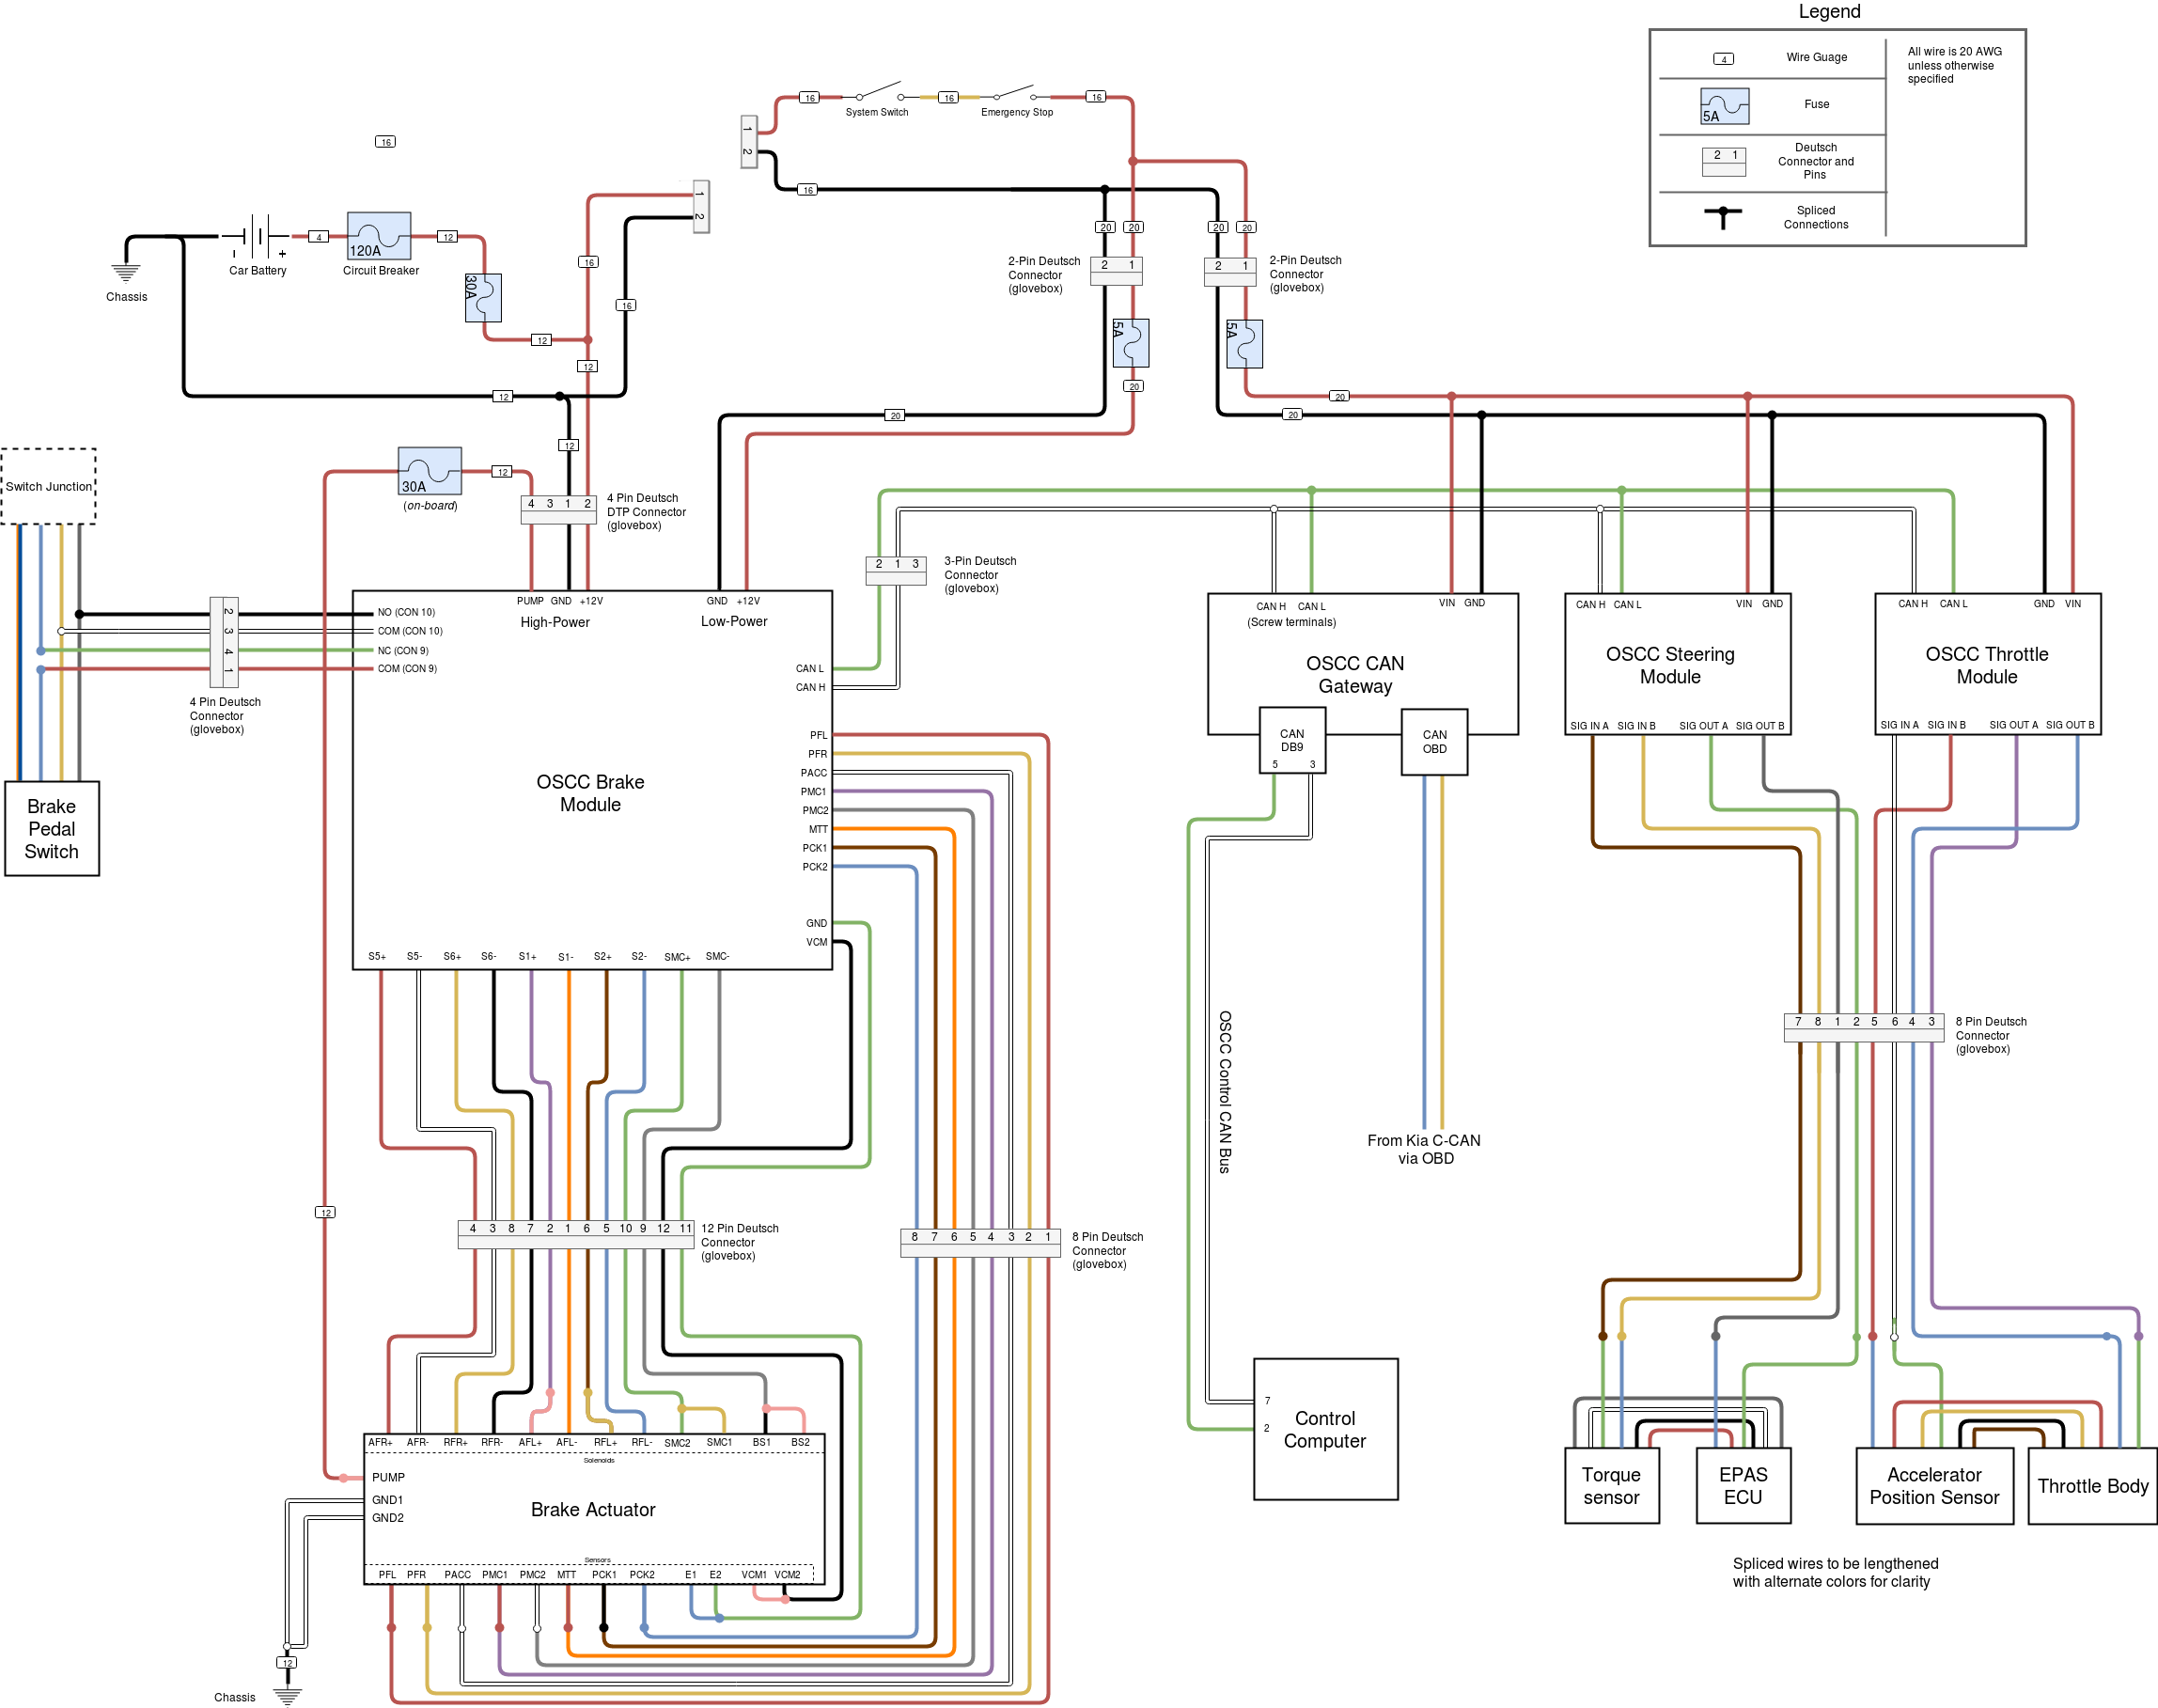 Legend
4
Wire Guage
All wire is 20 AWG
unless otherwise
specified
5A
Fuse
2 1
Deutsch
Connector and
Pins
Spliced
Connections
16
16
16
System Switch
Emergency Stop
1
2
16
16
1
2
4
120A
12
Car Battery
Circuit Breaker
Chassis
30A
12
16
16
12
12
12
20
20
20
20
2-Pin Deutsch
Connector
(glovebox)
2 1
2 1
2-Pin Deutsch
Connector
(glovebox)
5A
5A
20
20
20
20
Switch Junction
30A
(on-board)
12
4 3 1 2
4 Pin Deutsch
DTP Connector
(glovebox)
2 1 3
3-Pin Deutsch
Connector
(glovebox)
2
3
4
1
4 Pin Deutsch
Connector
(glovebox)
Brake
Pedal
Switch
PUMP GND +12V
High-Power
GND +12V
Low-Power
NO (CON 10)
COM (CON 10)
NC (CON 9)
COM (CON 9)
CAN L
CAN H
PFL
PFR
PACC
PMC1
PMC2
MTT
PCK1
PCK2
GND
VCM
OSCC Brake
Module
S5+ S5- S6+ S6- S1+ S1- S2+ S2- SMC+ SMC-
CAN H CAN L
(Screw terminals)
VIN GND
OSCC CAN
Gateway
CAN
DB9
5 3
CAN
OBD
CAN H CAN L VIN GND
OSCC Steering
Module
SIG IN A SIG IN B SIG OUT A SIG OUT B
CAN H CAN L GND VIN
OSCC Throttle
Module
SIG IN A SIG IN B SIG OUT A SIG OUT B
7 8 1 2 5 6 4 3
8 Pin Deutsch
Connector
(glovebox)
OSCC Control CAN Bus
From Kia C-CAN
via OBD
12
4 3 8 7 2 1 6 5 10 9 12 11
12 Pin Deutsch
Connector
(glovebox)
8 7 6 5 4 3 2 1
8 Pin Deutsch
Connector
(glovebox)
7
2
Control
Computer
AFR+ AFR- RFR+ RFR- AFL+ AFL- RFL+ RFL- SMC2 SMC1 BS1 BS2
Solenoids
PUMP
GND1
GND2
Brake Actuator
Sensors
PFL PFR PACC PMC1 PMC2 MTT PCK1 PCK2 E1 E2 VCM1 VCM2
12
Chassis
Torque
sensor
EPAS
ECU
Accelerator
Position Sensor
Throttle Body
Spliced wires to be lengthened
with alternate colors for clarity